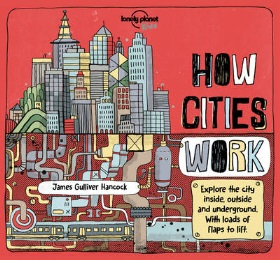 lonely planet
kids
HOW
CITIES
WORK
James Gulliver Hancock
Explore the city
inside, outside
and underground.
With loads of
flaps to lift.